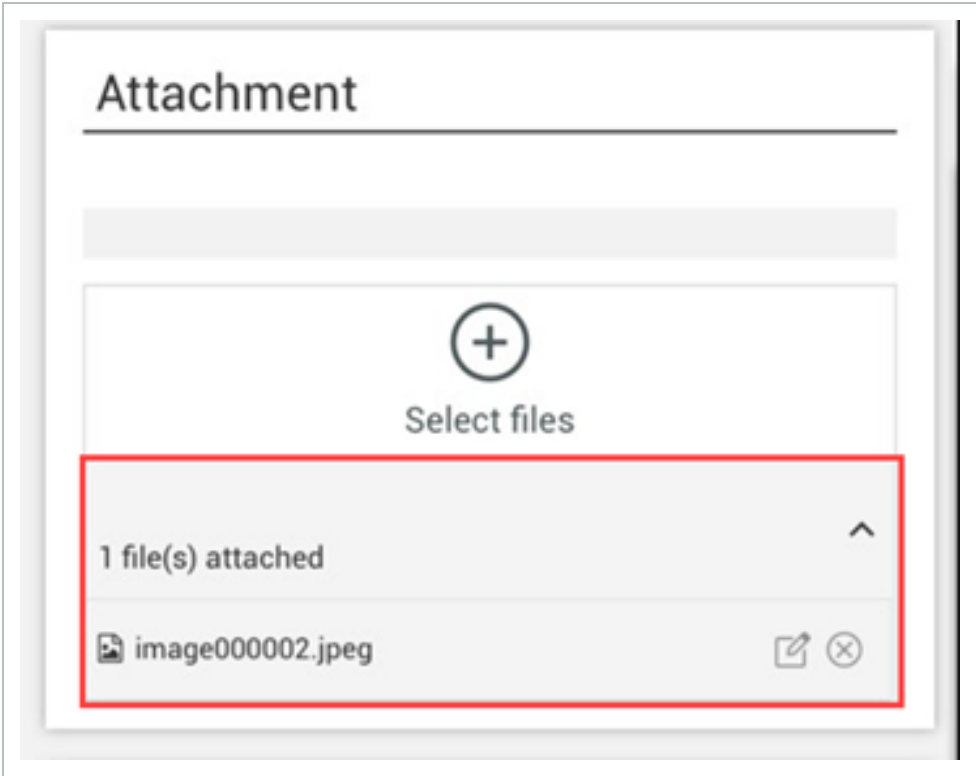 Attachment
Select files
1 file(s) attached
image000002.jpeg